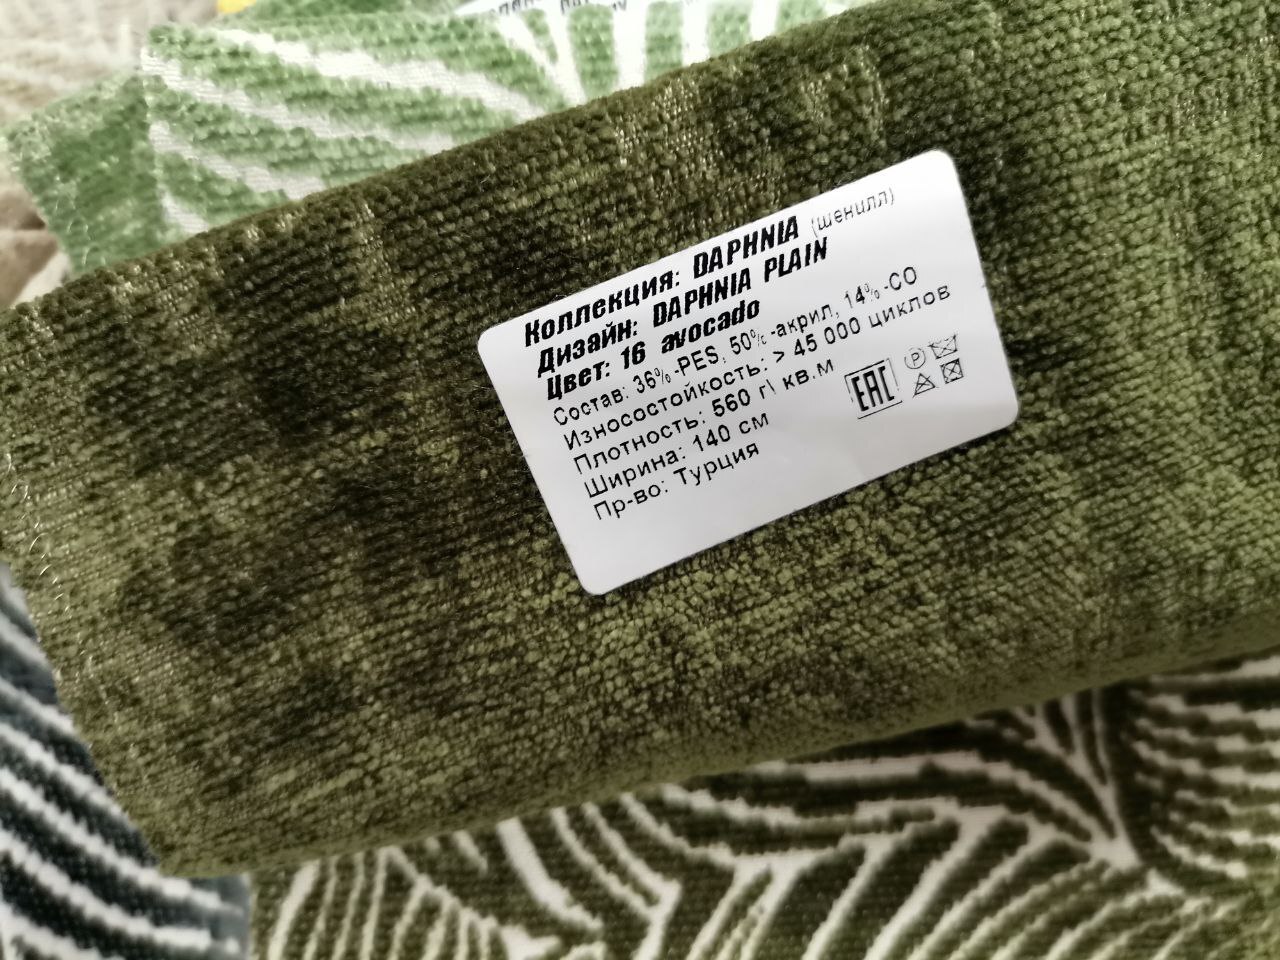 Коллекция: DAPHNIA (шенилл)
Дизайн: DAPHNIA PLAIN
Цвет: 16 avocado
Состав: 36%-PES, 50%-акрил, 14%-CO
Износостойкость: > 45 000 циклов
Плотность: 560 г\ кв.м
Ширина: 140 см
Пр-во: Турция
EAC
P